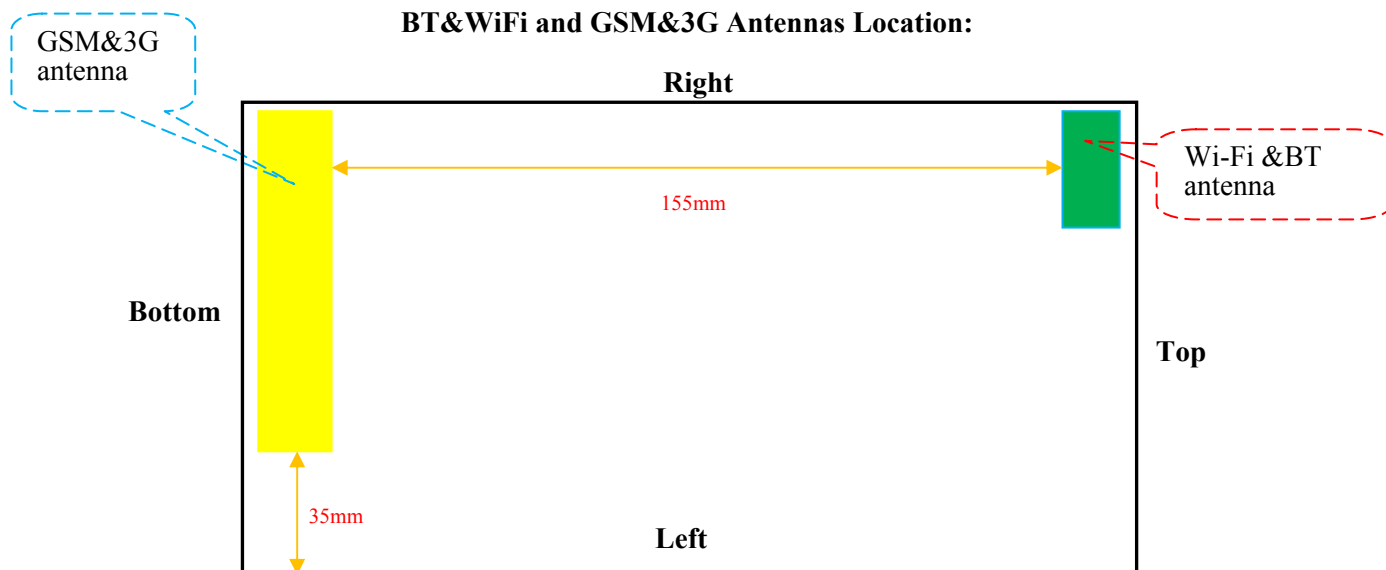 BT&WiFi and GSM&3G Antennas Location:
GSM&3G
antenna
Right
Wi-Fi &BT
antenna
155mm
Bottom
Top
35mm
Left